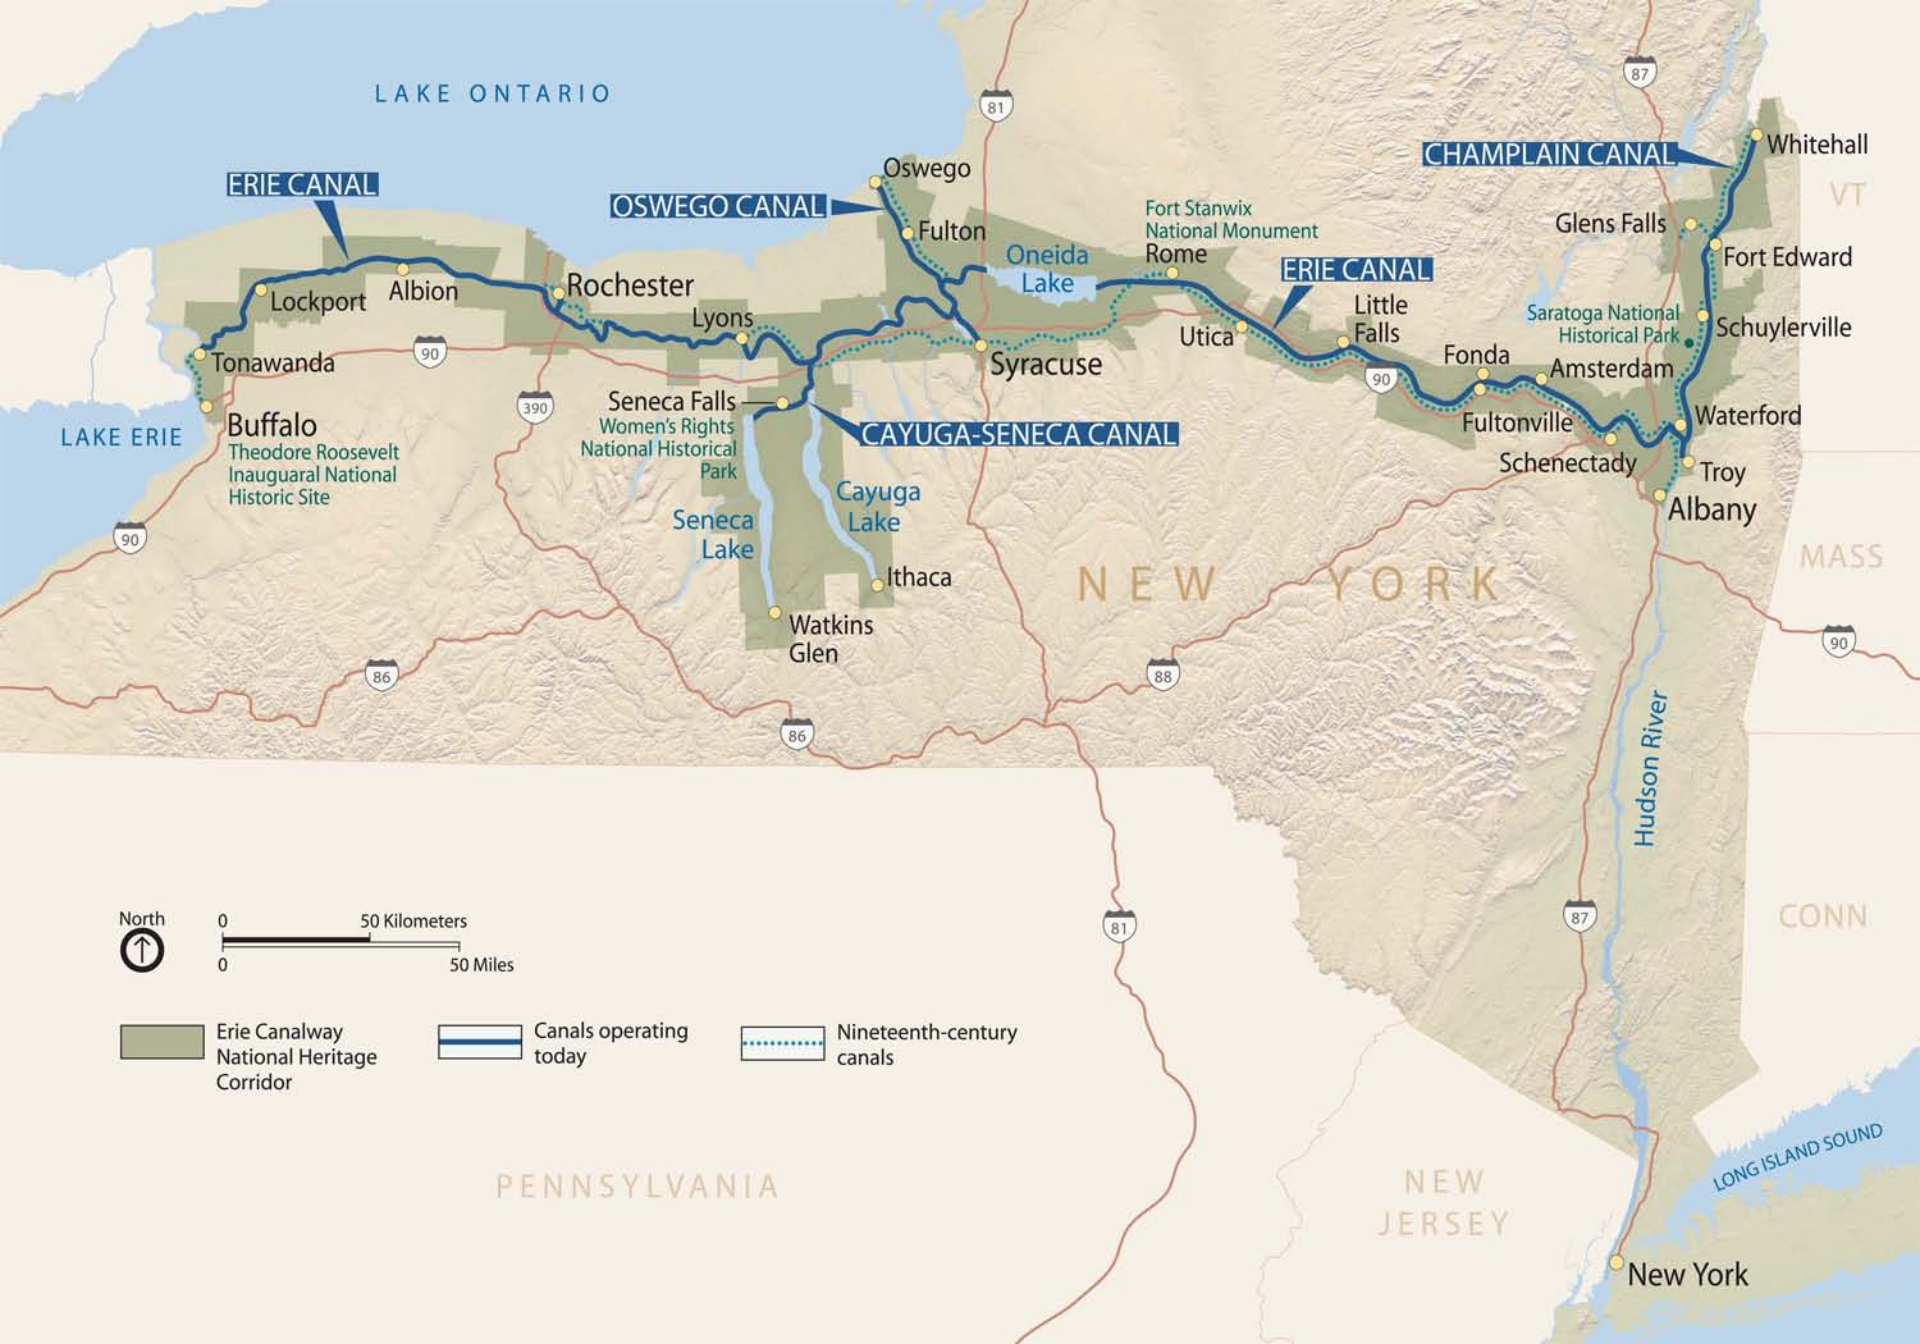 LAKE ONTARIO
81
87
Whitehall
CHAMPLAIN CANAL
VT
ERIE CANAL
OSWEGO CANAL
Oswego
Fulton
Oneida
Lake
Fort Stanwix
National Monument
Rome
ERIE CANAL
Glens Falls
Fort Edward
Lockport
Albion
Rochester
Lyons
Utica
Little
Falls
Saratoga National
Historical Park
Schuylerville
Tonawanda
90
Syracuse
90
Fonda
Amsterdam
Buffalo
Theodore Roosevelt
Inauguaral National
Historic Site
LAKE ERIE
390
Seneca Falls
Women's Rights
National Historical
Park
CAYUGA-SENECA CANAL
Fultonville
Waterford
Schenectady
Troy
Albany
90
Seneca
Lake
Cayuga
Lake
Ithaca
Watkins
Glen
NEW YORK
MASS
90
86
86
88
Hudson River
81
87
CONN
North
0
50 Kilometers
0
50 Miles
Erie Canalway
National Heritage
Corridor
Canals operating
today
Nineteenth-century
canals
PENNSYLVANIA
NEW
JERSEY
LONG ISLAND SOUND
New York